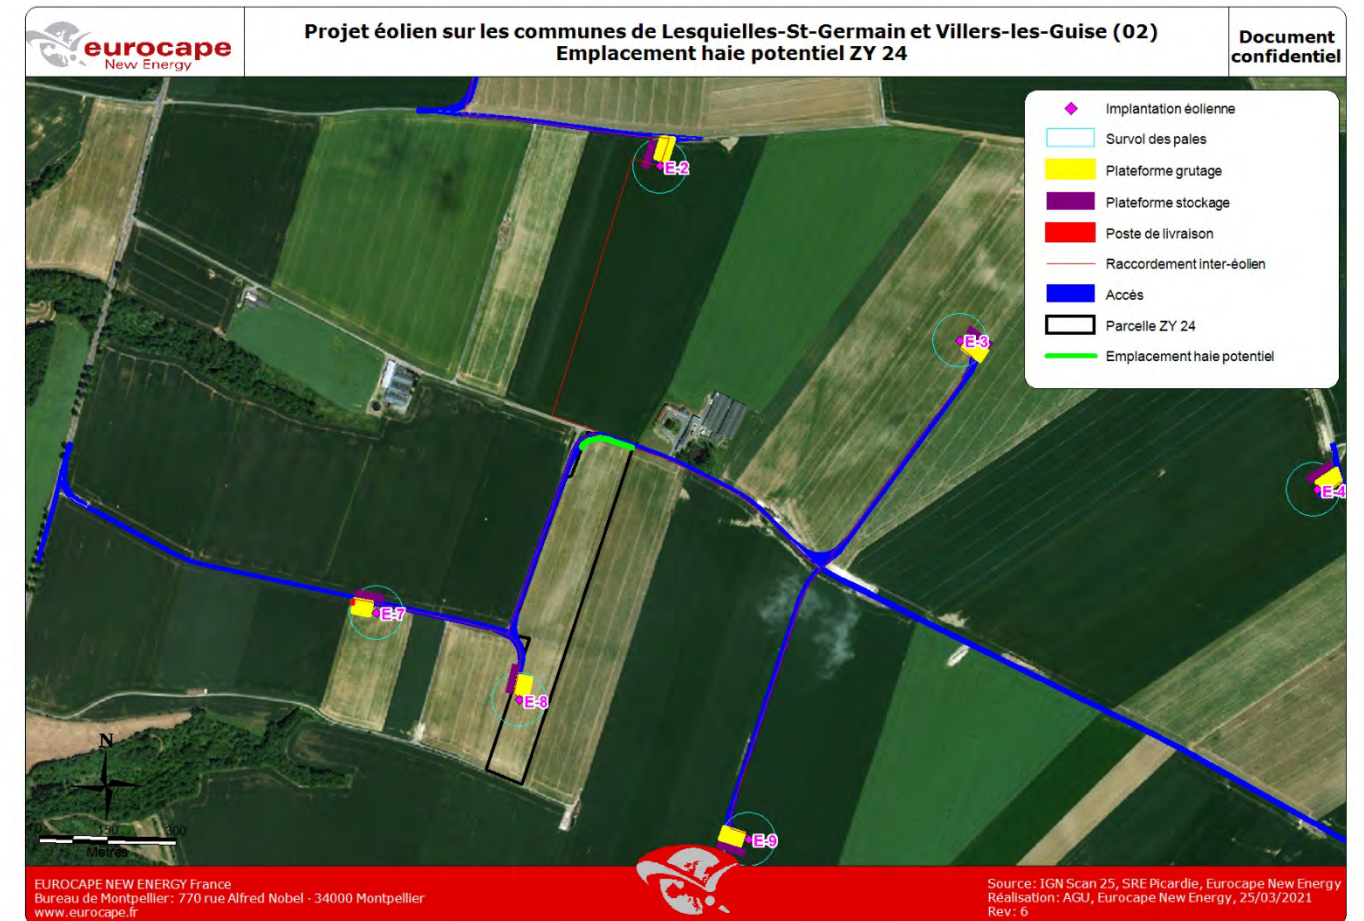 eurocape
New Energy
Projet éolien sur les communes de Lesquielles-St-Germain et Villers-les-Guise (02)
Emplacement haie potentiel ZY 24
Document
confidentiel
Implantation éolienne
Survol des pales
Plateforme grutage
Plateforme stockage
Poste de livraison
Raccordement inter-éolien
Accès
Parcelle ZY 24
Emplacement haie potentiel
E-2
E-3
E-4
E-7
E-8
E-9
N
0 150 300
Mètres
EUROCAPE NEW ENERGY France
Bureau de Montpellier: 770 rue Alfred Nobel - 34000 Montpellier
www.eurocape.fr
Source: IGN Scan 25, SRE Picardie, Eurocape New Energy
Réalisation: AGU, Eurocape New Energy, 25/03/2021
Rev: 6